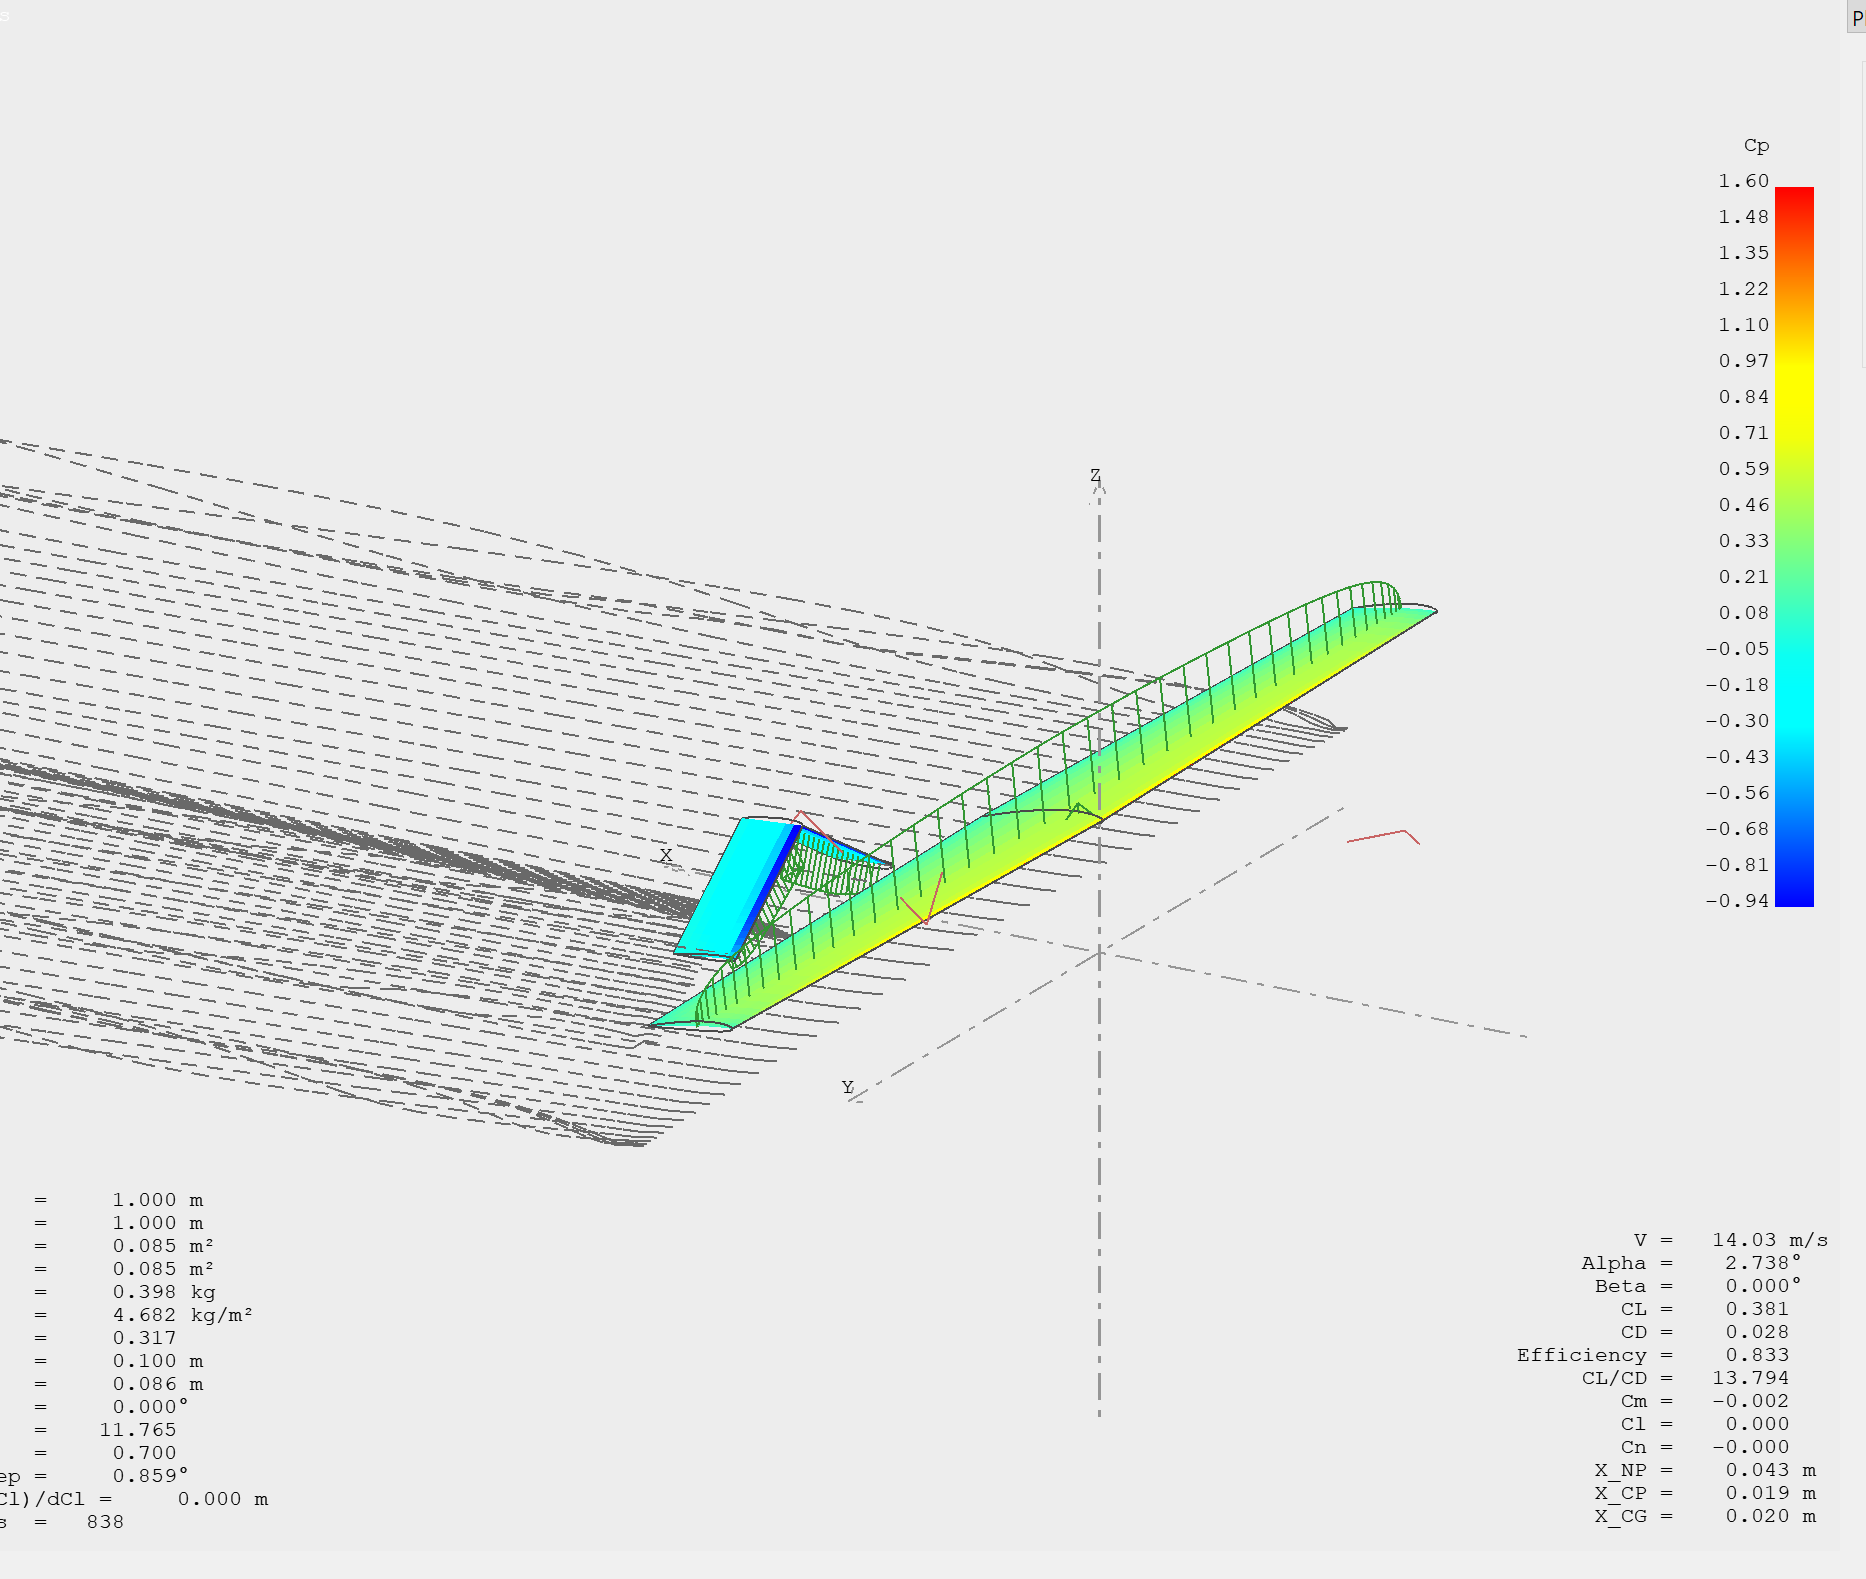 s
P
Cp
1.60
1.48
1.35
1.22
1.10
0.97
0.84
0.71
0.59
0.46
0.33
0.21
0.08
-0.05
-0.18
-0.30
-0.43
-0.56
-0.68
-0.81
-0.94
Z
X
Y
= 1.000 m
= 1.000 m
= 0.085 m²
= 0.085 m²
= 0.398 kg
= 4.682 kg/m²
= 0.317
= 0.100 m
= 0.086 m
= 0.000°
= 11.765
= 0.700
ep = 0.859°
Cl)/dCl = 0.000 m
s = 838
V = 14.03 m/s
Alpha = 2.738°
Beta = 0.000°
CL = 0.381
CD = 0.028
Efficiency = 0.833
CL/CD = 13.794
Cm = -0.002
Cl = 0.000
Cn = -0.000
X_NP = 0.043 m
X_CP = 0.019 m
X_CG = 0.020 m